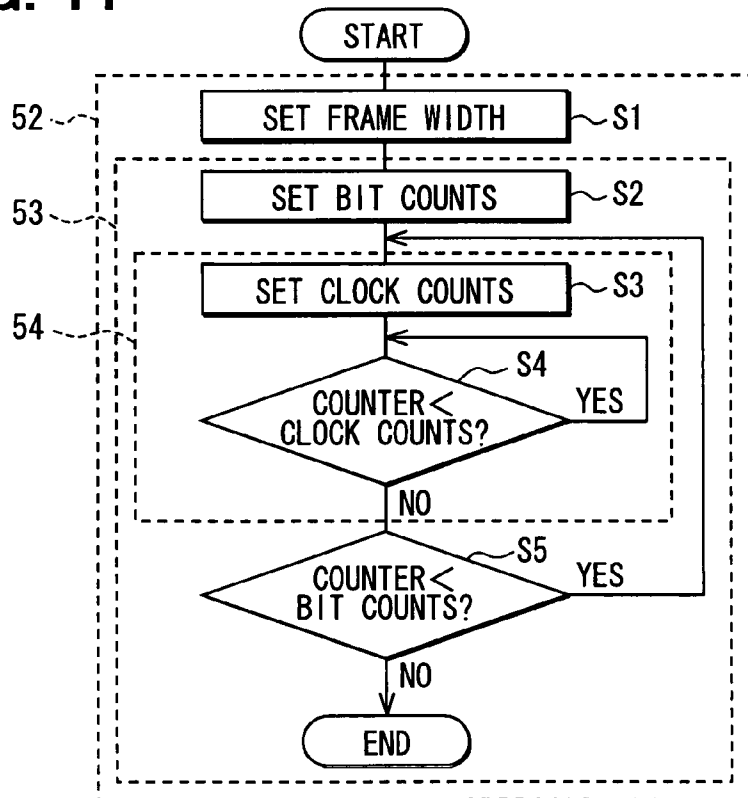 START
52
SET FRAME WIDTH
S1
53
SET BIT COUNTS
S2
SET CLOCK COUNTS
S3
54
S4
COUNTER<
CLOCK COUNTS?
YES
NO
S5
COUNTER<
BIT COUNTS?
YES
NO
END